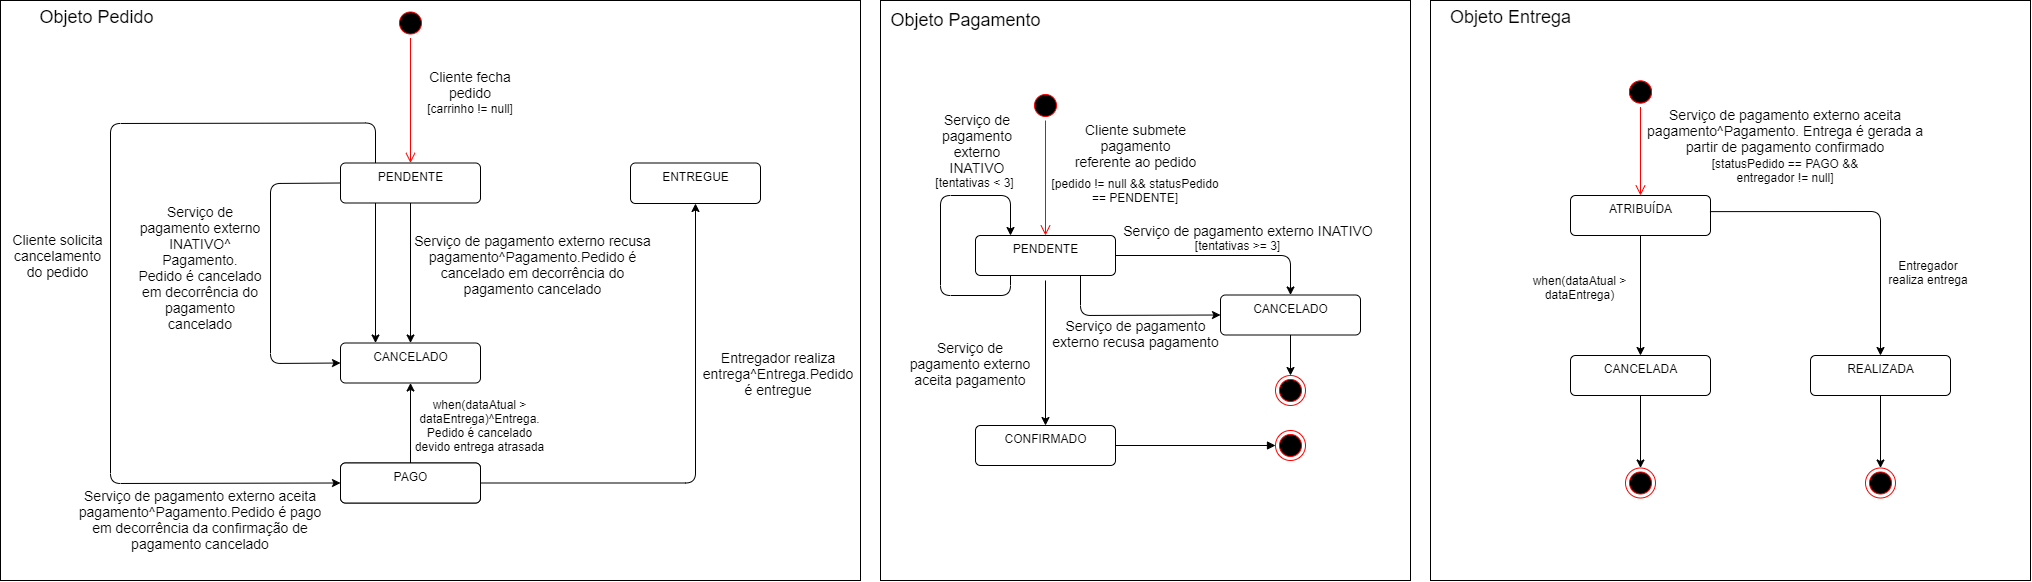 Objeto Pedido
Cliente fecha
pedido
[carrinho != null]
PENDENTE
ENTREGUE
Cliente solicita
cancelamento
do pedido
Serviço de
pagamento externo
INATIVO^
Pagamento.
Pedido é cancelado
em decorrência do
pagamento
cancelado
Serviço de pagamento externo recusa
pagamento^Pagamento.Pedido é
cancelado em decorrência do
pagamento cancelado
CANCELADO
when(dataAtual >
dataEntrega)^Entrega.
Pedido é cancelado
devido entrega atrasada
Entregador realiza
entrega^Entrega.Pedido
é entregue
PAGO
Serviço de pagamento externo aceita
pagamento^Pagamento.Pedido é pago
em decorrência da confirmação de
pagamento cancelado
Objeto Pagamento
Serviço de
pagamento
externo
INATIVO
[tentativas < 3]
Cliente submete
pagamento
referente ao pedido
[pedido != null && statusPedido
== PENDENTE]
PENDENTE
Serviço de pagamento externo INATIVO
[tentativas >= 3]
CANCELADO
Serviço de pagamento
externo recusa pagamento
Serviço de
pagamento externo
aceita pagamento
CONFIRMADO
Objeto Entrega
Serviço de pagamento externo aceita
pagamento^Pagamento. Entrega é gerada a
partir de pagamento confirmado
[statusPedido == PAGO &&
entregador != null]
ATRIBUÍDA
when(dataAtual >
dataEntrega)
Entregador
realiza entrega
CANCELADA
REALIZADA